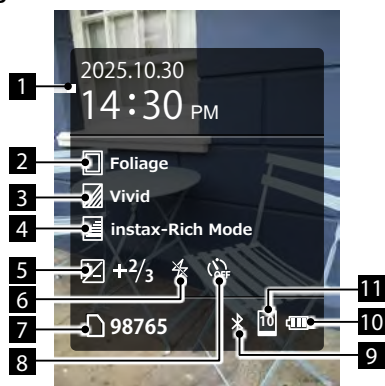 1
2025.10.30
14:30 PM
2 Foliage
3 Vivid
4 instax-Rich Mode
5 +2/3 OFF
6
11
7 98765 10 10
8
9